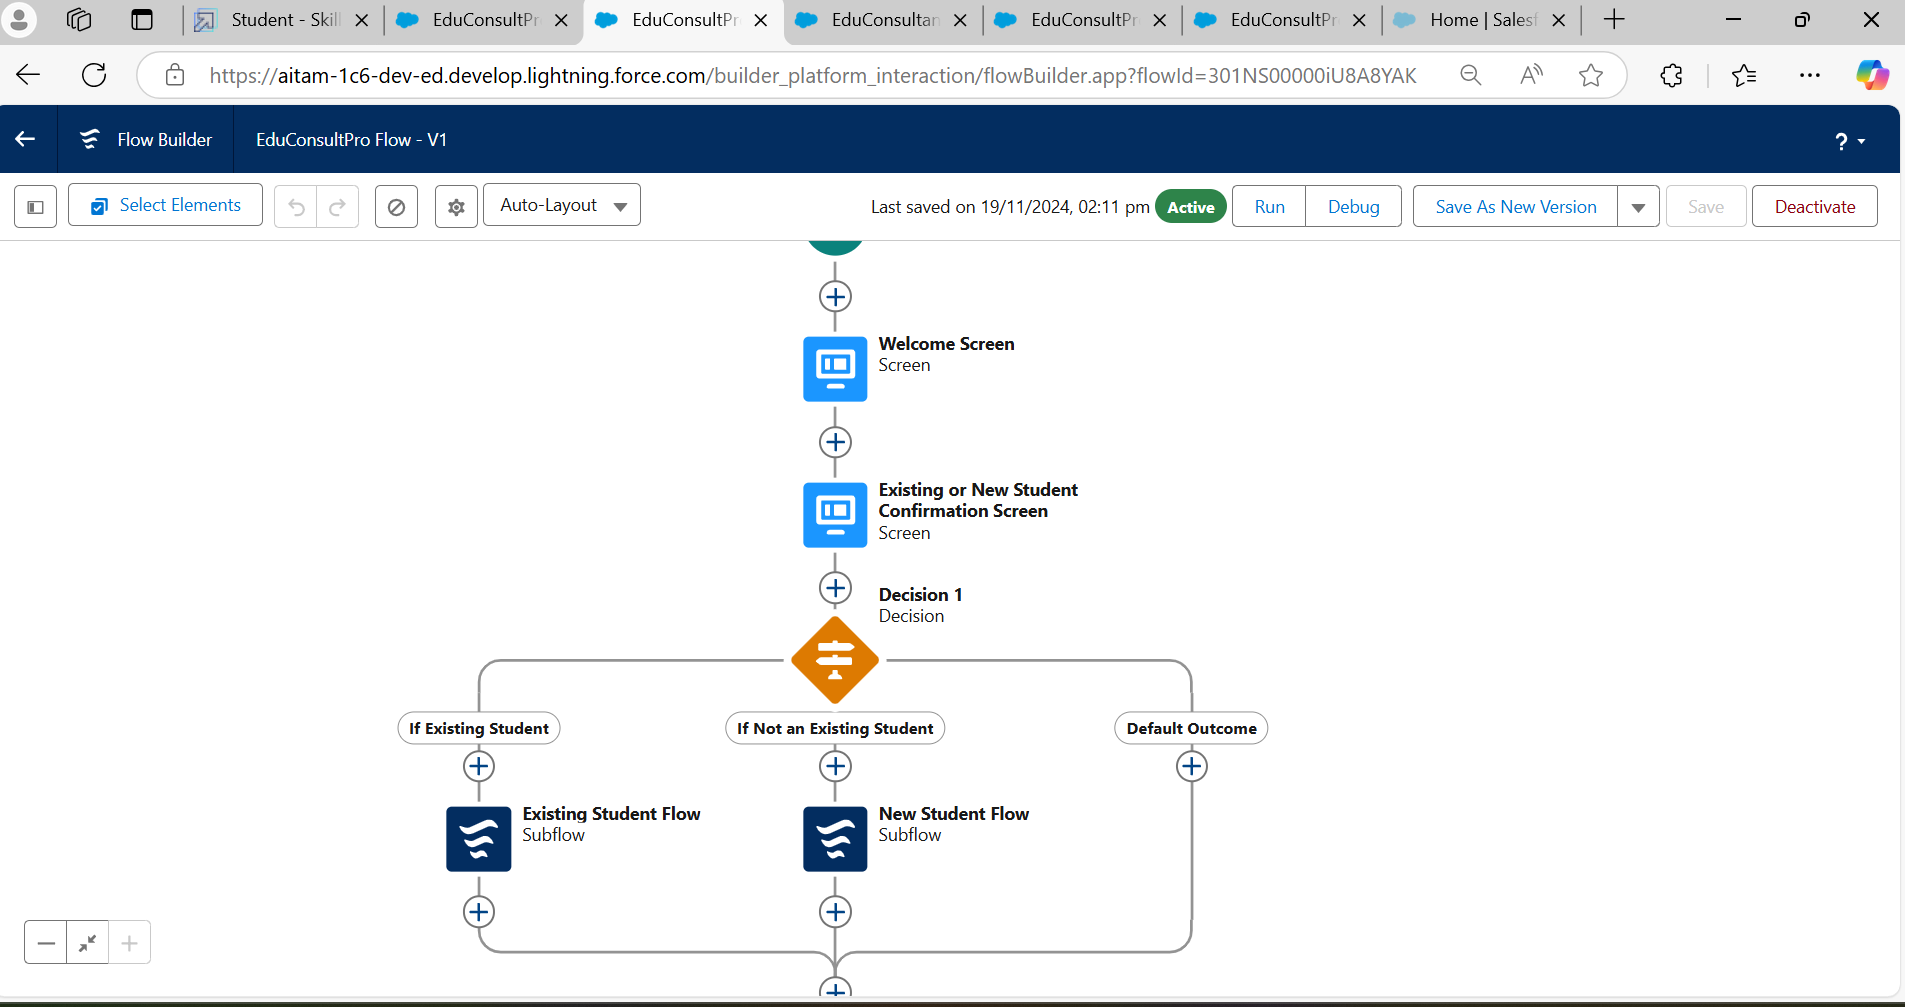 Student - Skil
EduConsultPr
EduConsultPr
EduConsultan
EduConsultPr
EduConsultPr
Home | Salesf
https://aitam-1c6-dev-ed.develop.lightning.force.com/builder_platform_interaction/flowBuilder.app?flowId=301NS00000iU8A8YAK
Flow Builder
EduConsultPro Flow - V1
?
Select Elements
Auto-Layout
Last saved on 19/11/2024, 02:11 pm
Active
Run
Debug
Save As New Version
Save
Deactivate
Welcome Screen
Screen
Existing or New Student
Confirmation Screen
Screen
Decision 1
Decision
If Existing Student
If Not an Existing Student
Default Outcome
Existing Student Flow
Subflow
New Student Flow
Subflow